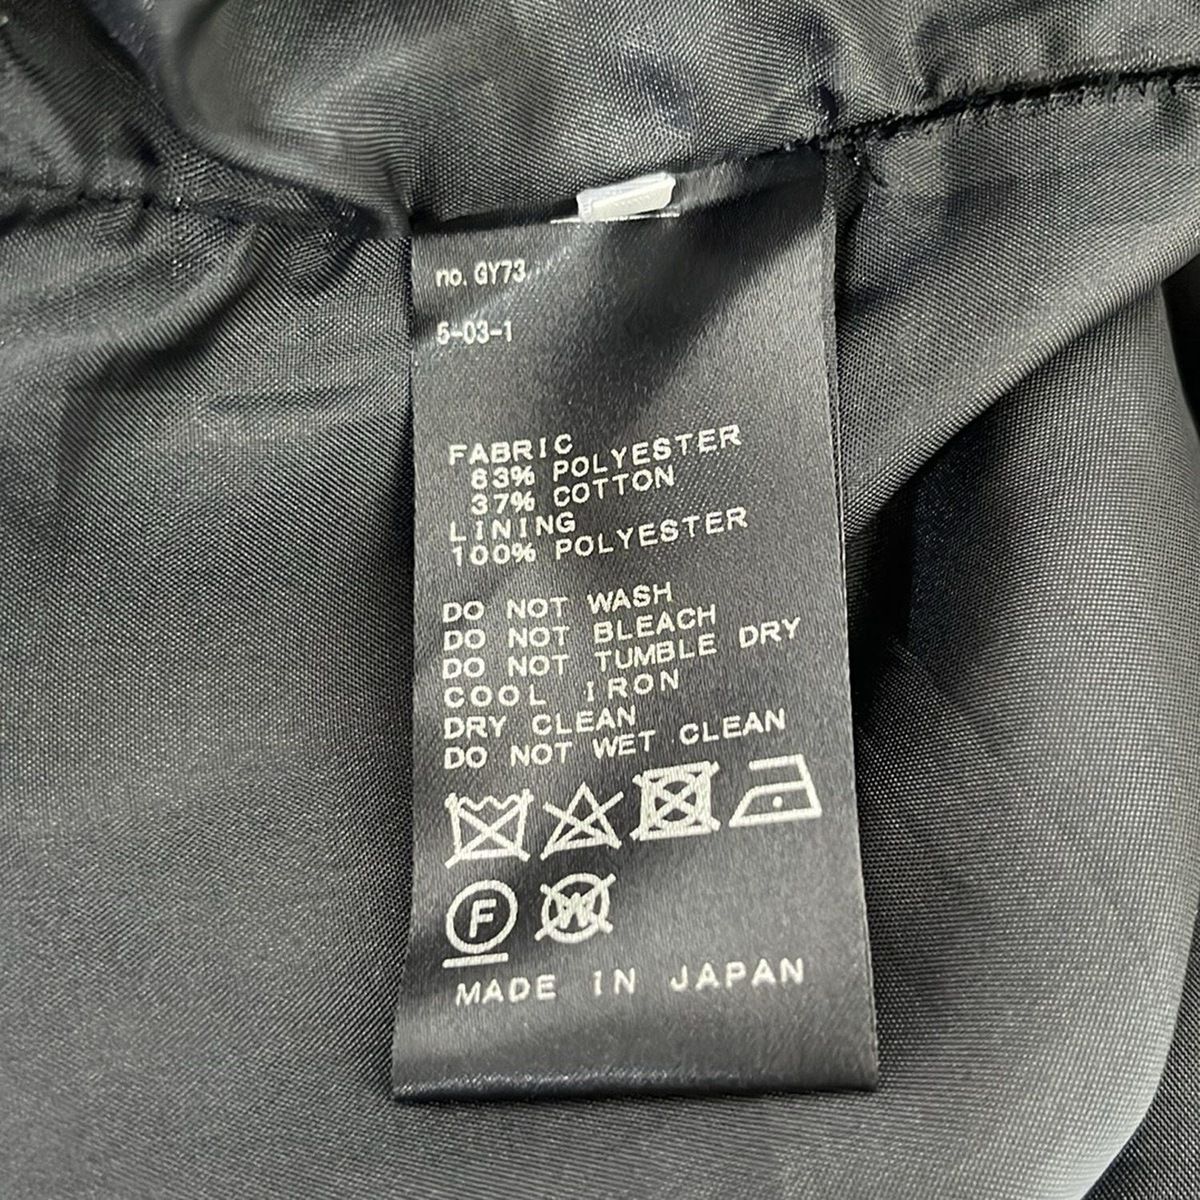 no. GY73
5-03-1
FABRIC
63% POLYESTER
37% COTTON
LINING
100% POLYESTER
DO NOT WASH
DO NOT BLEACH
DO NOT TUMBLE DRY
COOL IRON
DRY CLEAN
DO NOT WET CLEAN
F W
MADE IN JAPAN